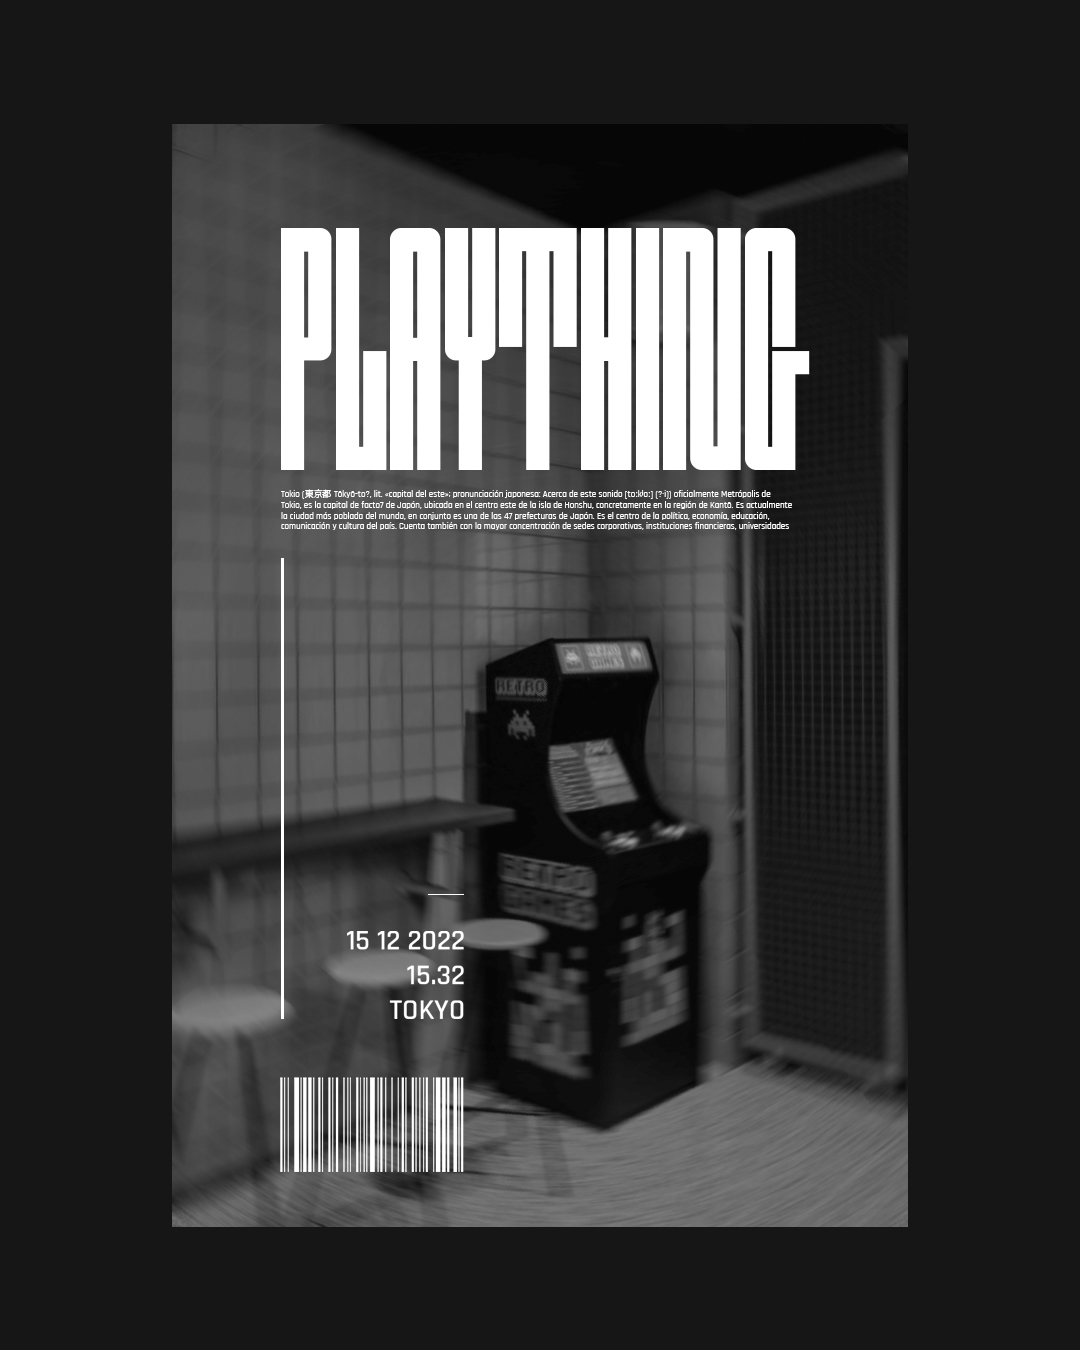 PLAYTHING
Tokio (東京都 Tōkyō-to?, lit. «capital del este»; pronunciación japonesa: Acerca de este sonido [to:kʲo:] (?·i)) oficialmente Metrópolis de
Tokio, es la capital de facto7 de Japón, ubicada en el centro este de la isla de Honshu, concretamente en la región de Kantō. Es actualmente
la ciudad más poblada del mundo, en conjunto es una de las 47 prefecturas de Japón. Es el centro de la política, economía, educación,
comunicación y cultura del país. Cuenta también con la mayor concentración de sedes corporativas, instituciones financieras, universidades
RETRO
GAMES
RETRO
RETRO
GAMES
15 12 2022
15.32
TOKYO